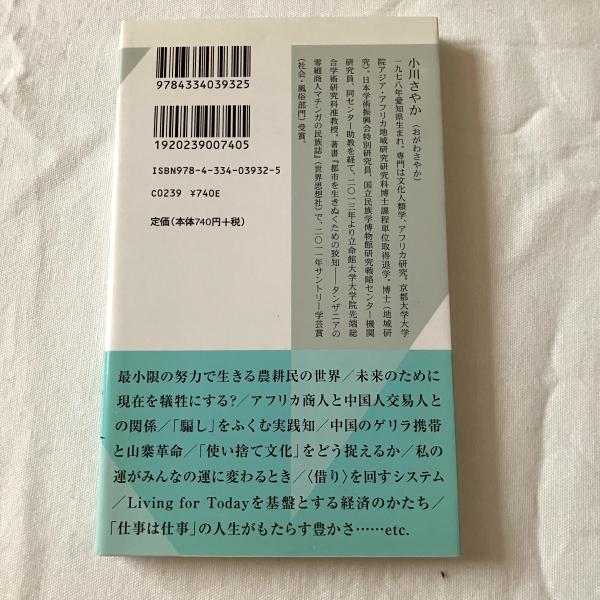 9784334039325
1920239007405
ISBN978-4-334-03932-5
C0239 ¥740E
定価(本体740円+税)
小川さやか(おがわさやか)
一九七八年愛知県生まれ。専門は文化人類学、アフリカ研究。京都大学大学
院アジア・アフリカ地域研究研究科博士課程単位取得退学。博士(地域研
究)。日本学術振興会特別研究員、国立民族学博物館研究戦略センター機関
研究員、同センター助教を経て、二〇一三年より立命館大学大学院先端総
合学術研究科准教授。著書『都市を生きぬくための狡知――タンザニアの
零細商人マチンガの民族誌』(世界思想社)で、二〇一一年サントリー学芸賞
(社会・風俗部門)受賞。
最小限の努力で生きる農耕民の世界/未来のために
現在を犠牲にする?/アフリカ商人と中国人交易人と
の関係/「騙し」をふくむ実践知/中国のゲリラ携帯
と山寨革命/「使い捨て文化」をどう捉えるか/私の
運がみんなの運に変わるとき/〈借り〉を回すシステム
/Living for Todayを基盤とする経済のかたち/
「仕事は仕事」の人生がもたらす豊かさ……etc.